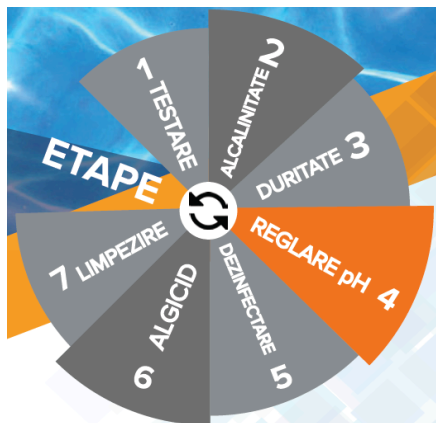 ETAPE
1 TESTARE
ALCALINITATE 2
DURITATE 3
REGLARE pH 4
DEZINFECTARE 5
ALGICID 6
7 LIMPEZIRE